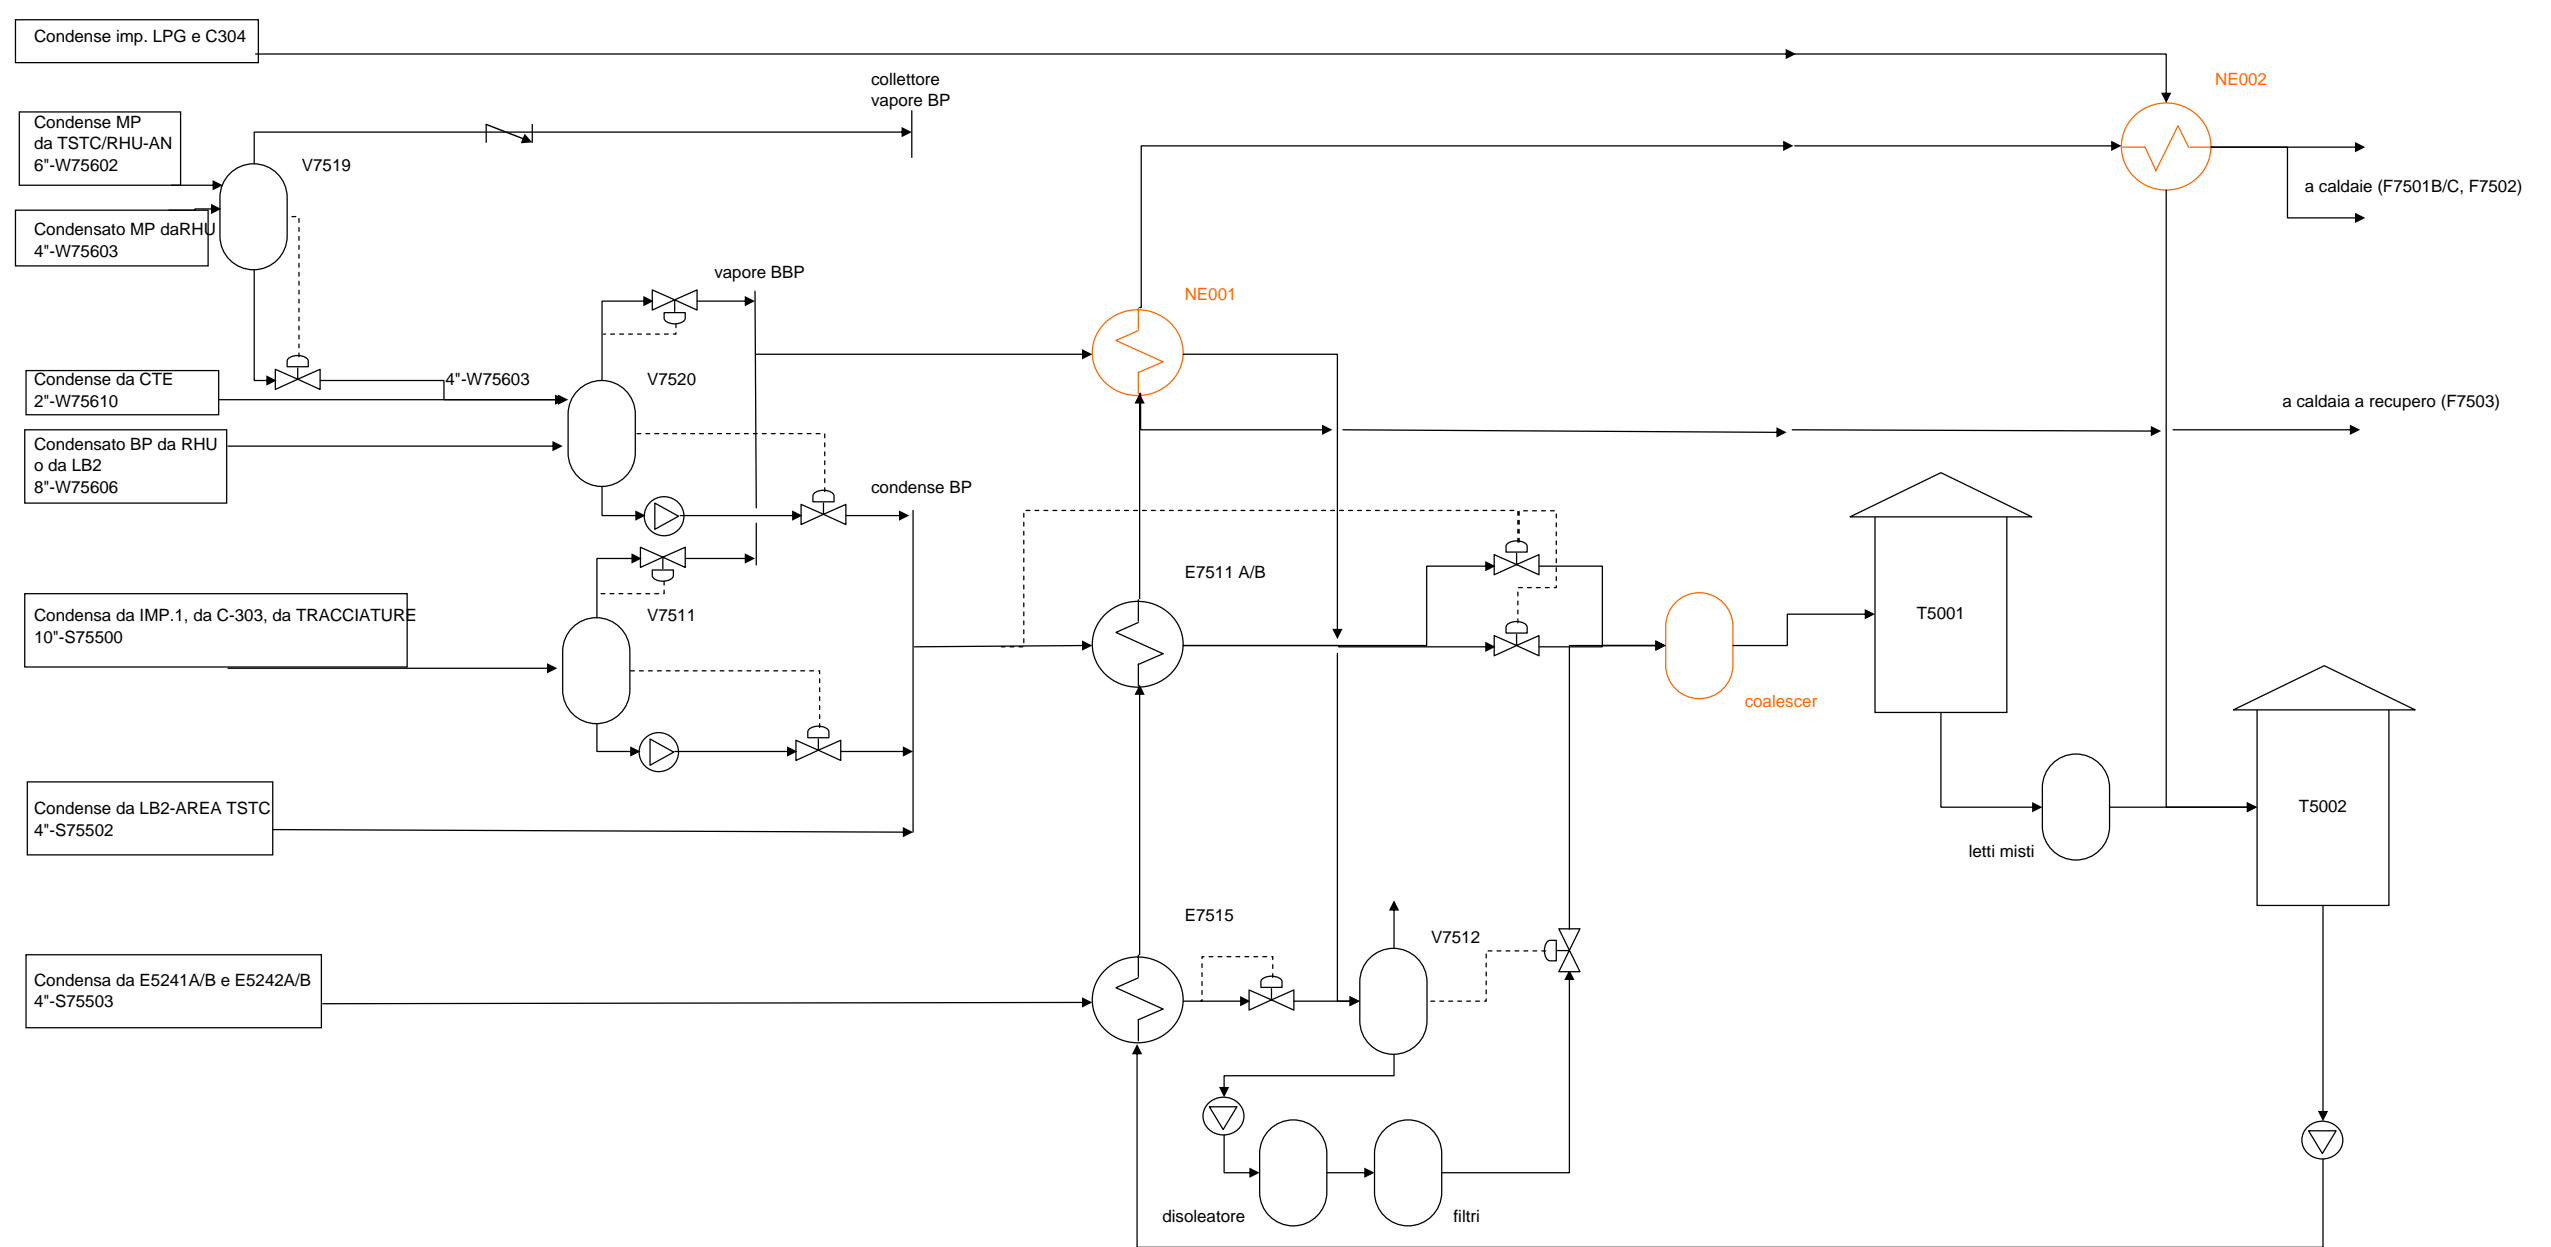 Condense imp. LPG e C304
collettore
vapore BP
NE002
Condense MP
da TSTC/RHU-AN
6"-W75602
V7519
a caldaie (F7501B/C, F7502)
Condensato MP daRHU
4"-W75603
vapore BBP
NE001
Condense da CTE
2"-W75610
4"-W75603
V7520
a caldaia a recupero (F7503)
Condensato BP da RHU
o da LB2
8"-W75606
condense BP
E7511 A/B
Condensa da IMP.1, da C-303, da TRACCIATURE
10"-S75500
V7511
T5001
coalescer
Condense da LB2-AREA TSTC
4"-S75502
T5002
letti misti
E7515
V7512
Condensa da E5241A/B e E5242A/B
4"-S75503
disoleatore
filtri